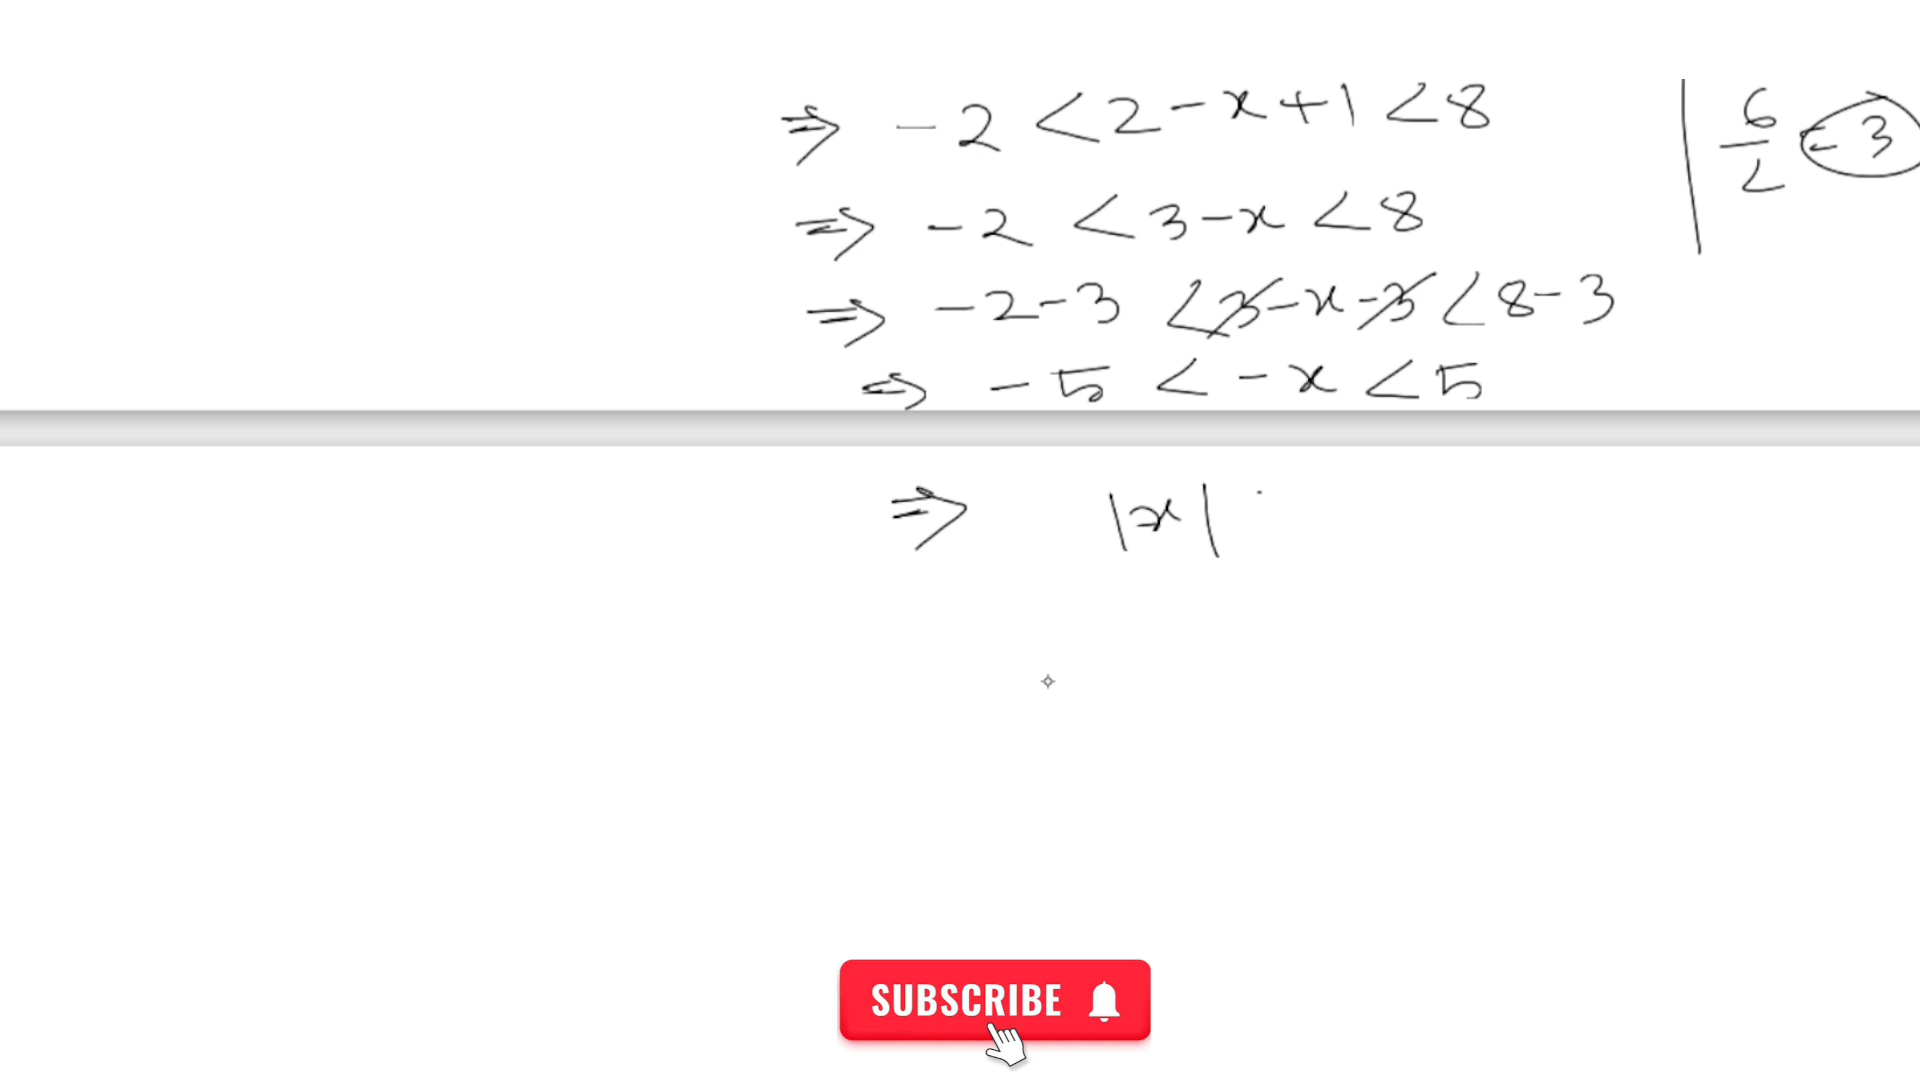 ⇒ -2 < 2 - x + 1 < 8
6/2 = 3
⇒ -2 < 3 - x < 8
⇒ -2 - 3 < 3 - x - 3 < 8 - 3
⇒ -5 < - x < 5
⇒ |x|
SUBSCRIBE